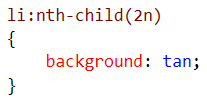 li:nth-child(2n)
{
    background: tan;
}